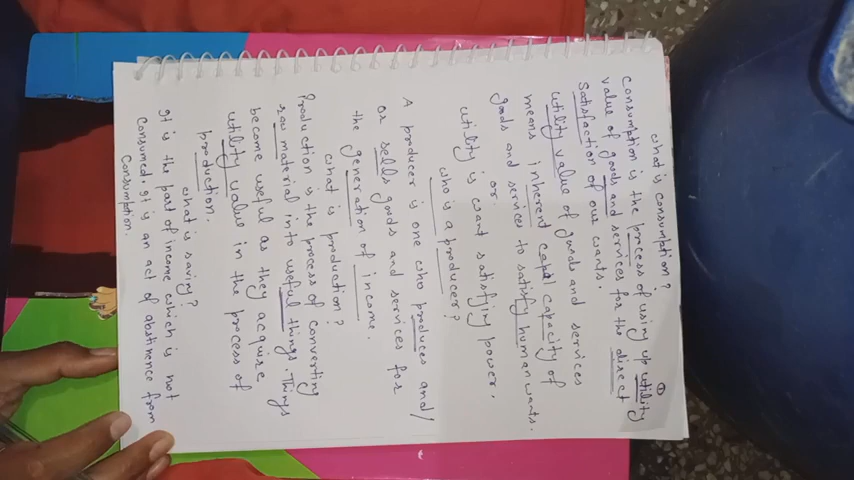 ①
what is consumption?
Consumption is the process of using up utility
value of goods and services for the direct
Satisfaction of our wants.
Utility value of goods and services
means inherent capa capacity of
goods and services to satisfy human wants.
or
Utility is want satisfying power.
who is a producer?
A producer is one who produces and/
or sells goods and services for
the generation of income.
what is production?
Production is the process of converting
raw material into useful things. Things
become useful as they acquire
utility value in the process of
production.
what is saving?
It is the part of income which is not
consumed. It is an act of abstinence from
Consumption.